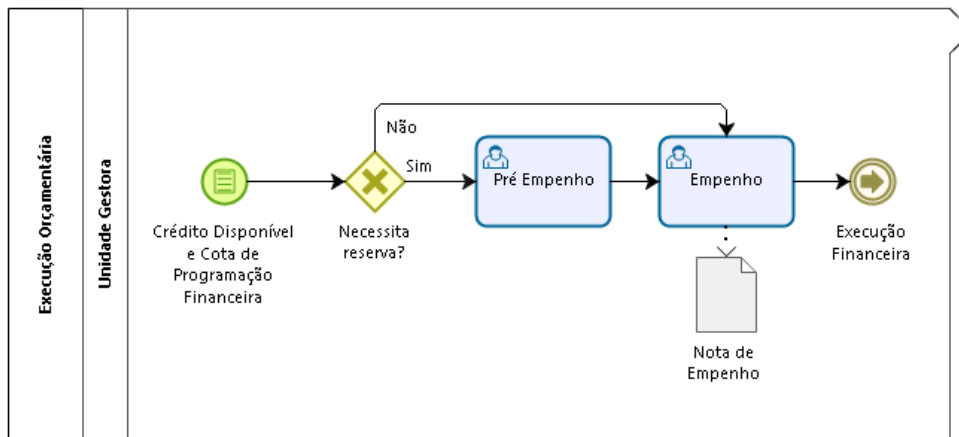 Execução Orçamentária
Unidade Gestora
Crédito Disponível
e Cota de
Programação
Financeira
Necessita
reserva?
Não
Sim
Pré Empenho
Empenho
Nota de
Empenho
Execução
Financeira